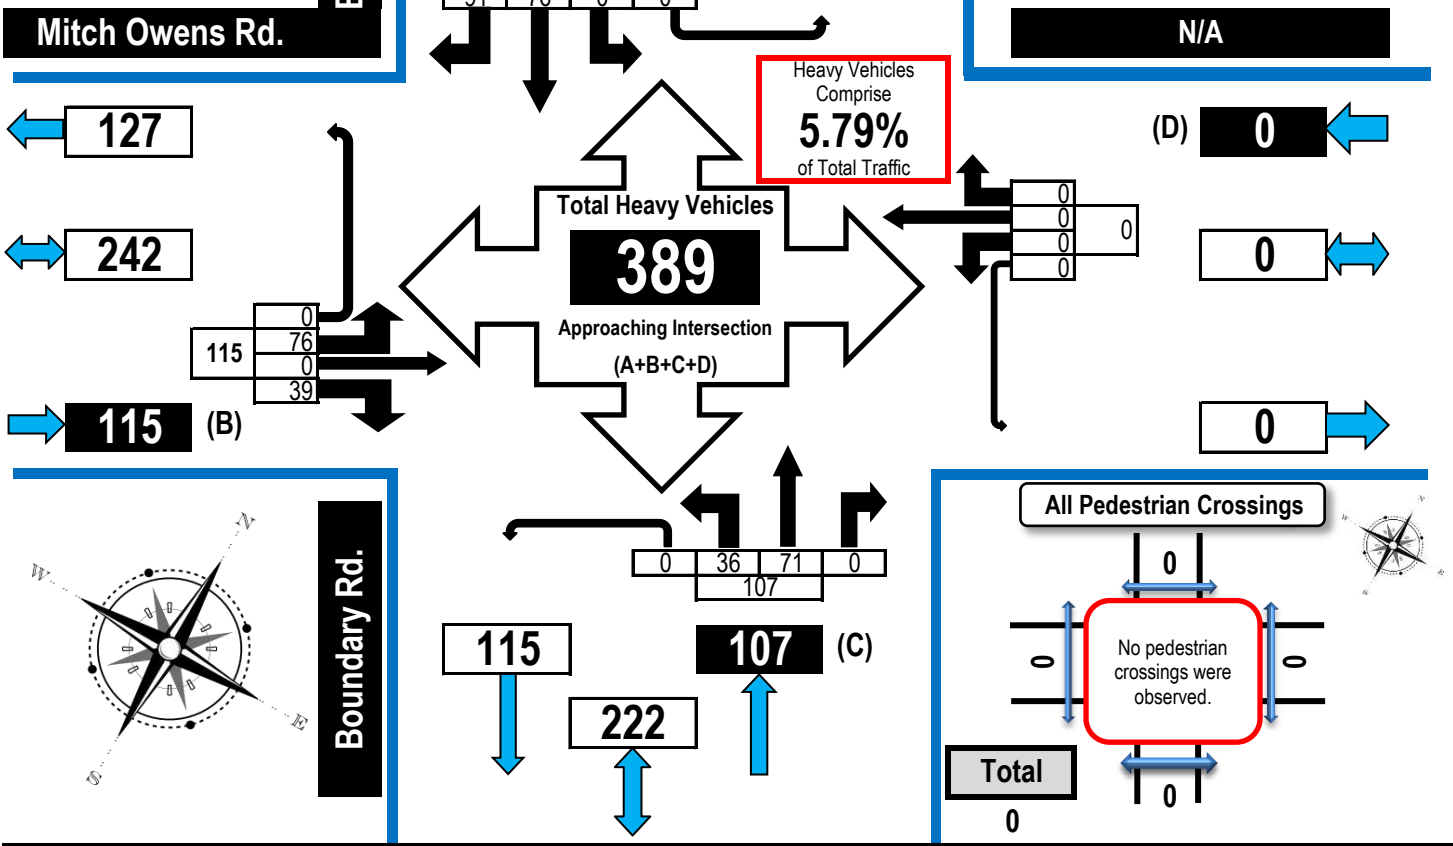 91 76 0 0
Mitch Owens Rd.
N/A
Heavy Vehicles
Comprise
5.79%
of Total Traffic
127
(D) 0
0
0
0
0
0
Total Heavy Vehicles
389
Approaching Intersection
(A+B+C+D)
242
0
0
76
0
39
115
115 (B)
0
All Pedestrian Crossings
0
0
0
0
No pedestrian
crossings were
observed.
Total
0
0 36 71 0
107
115
107 (C)
222
Boundary Rd.
N
W
E
S
N
W
E
S